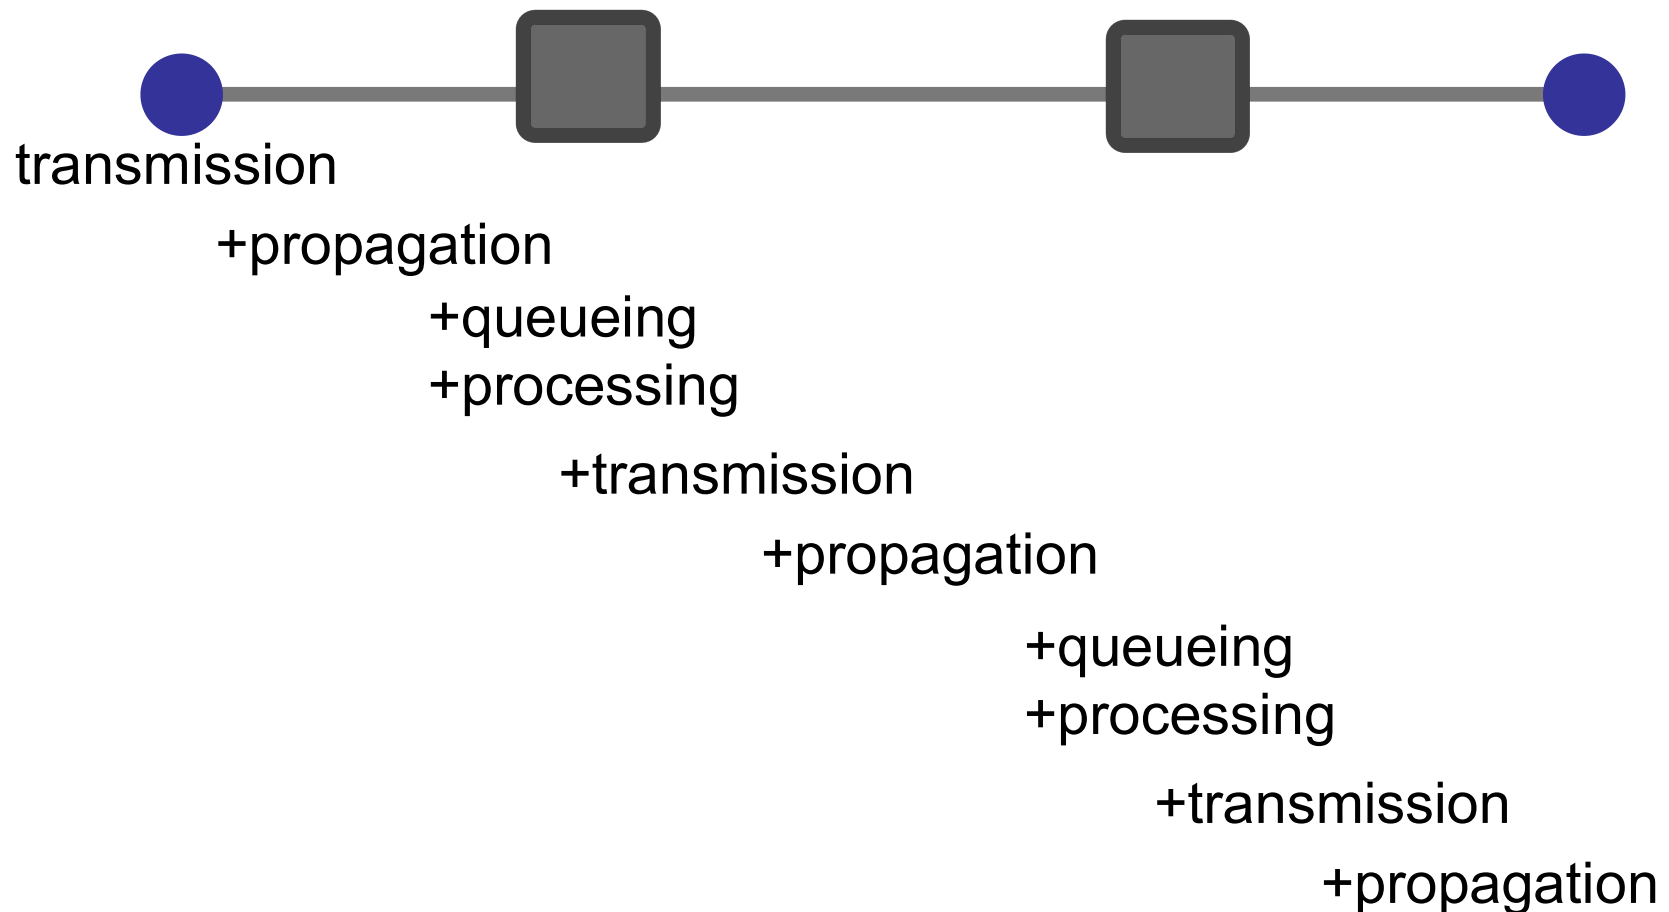 transmission
+propagation
+queueing
+processing
+transmission
+propagation
+queueing
+processing
+transmission
+propagation